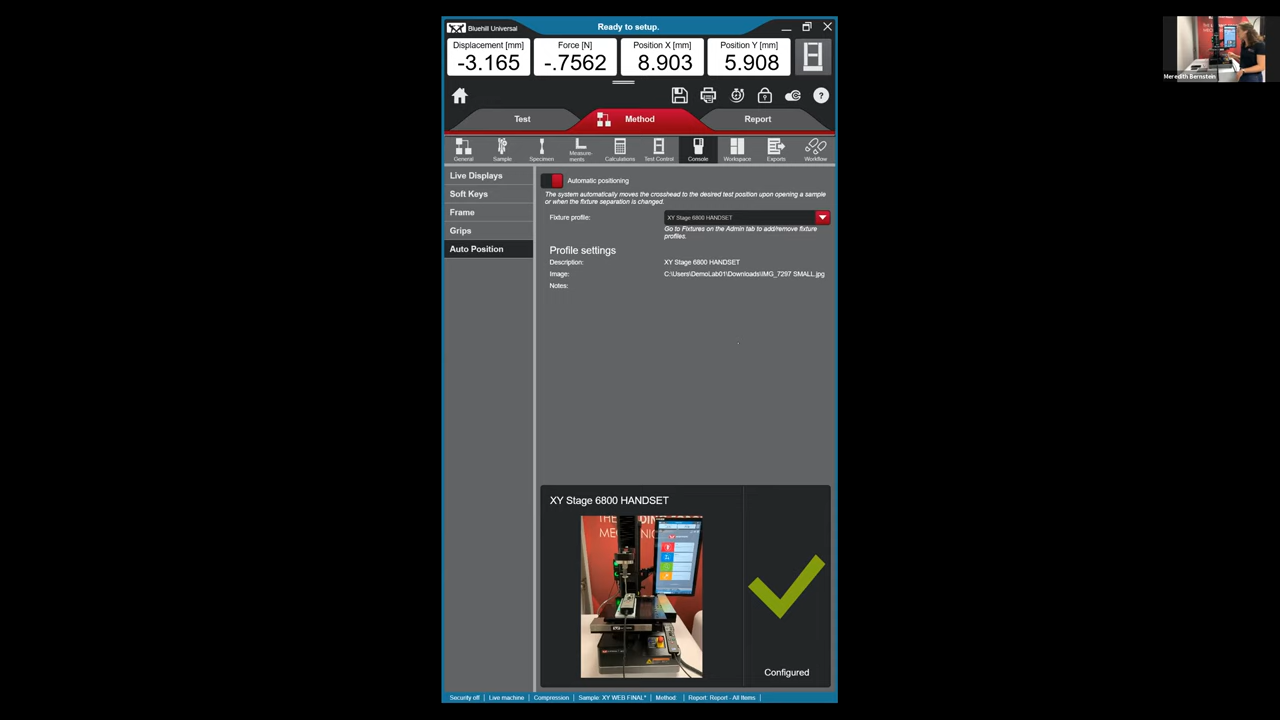 Bluehill Universal
Ready to setup.
Displacement [mm]
-3.165
Force [N]
-.7562
Position X [mm]
8.903
Position Y [mm]
5.908
Meredith Bernstein
Test
Method
Report
General
Sample
Specimen
Measure-
ments
Calculations
Test Control
Console
Workspace
Exports
Workflow
Live Displays
Soft Keys
Frame
Grips
Auto Position
Automatic positioning
The system automatically moves the crosshead to the desired test position upon opening a sample
or when the fixture separation is changed.
Fixture profile:
XY Stage 6800 HANDSET
Go to Fixtures on the Admin tab to add/remove fixture
profiles.
Profile settings
Description:
XY Stage 6800 HANDSET
Image:
C:\Users\DemoLab01\Downloads\IMG_7297 SMALL.jpg
Notes:
XY Stage 6800 HANDSET
Configured
Security off
Live machine
Compression
Sample: XY WEB FINAL*
Method:
Report: Report - All Items